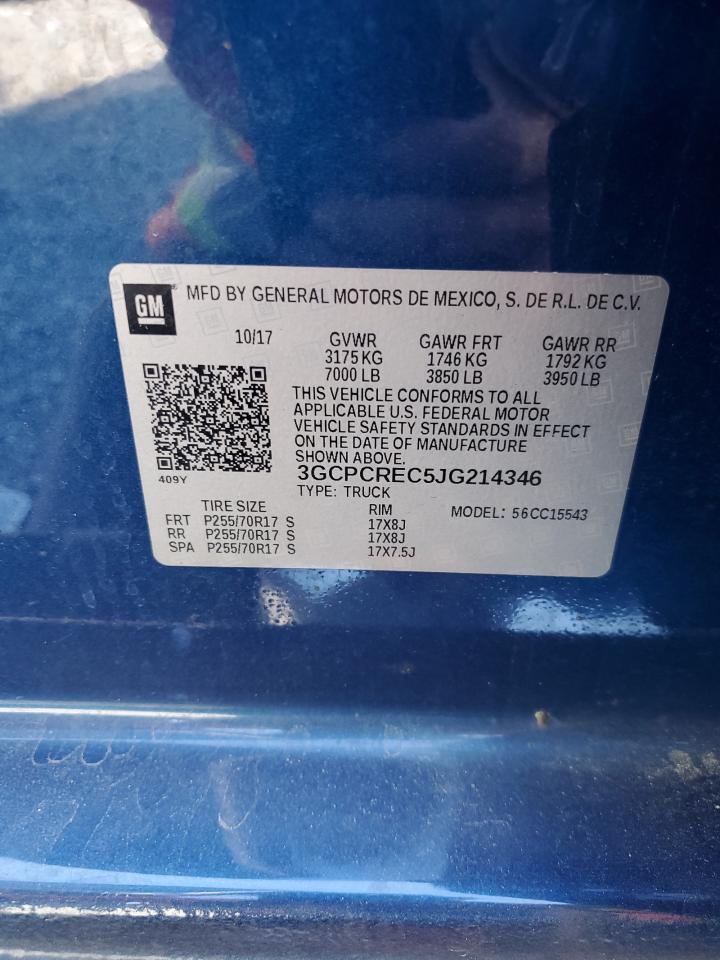 GM
MFD BY GENERAL MOTORS DE MEXICO, S. DE R.L. DE C.V.
10/17 GVWR GAWR FRT GAWR RR
3175 KG 1746 KG 1792 KG
7000 LB 3850 LB 3950 LB
THIS VEHICLE CONFORMS TO ALL
APPLICABLE U.S. FEDERAL MOTOR
VEHICLE SAFETY STANDARDS IN EFFECT
ON THE DATE OF MANUFACTURE
SHOWN ABOVE.
409Y
3GCPCREC5JG214346
TYPE: TRUCK
TIRE SIZE RIM MODEL: 56CC15543
FRT P255/70R17 S 17X8J
RR P255/70R17 S 17X8J
SPA P255/70R17 S 17X7.5J